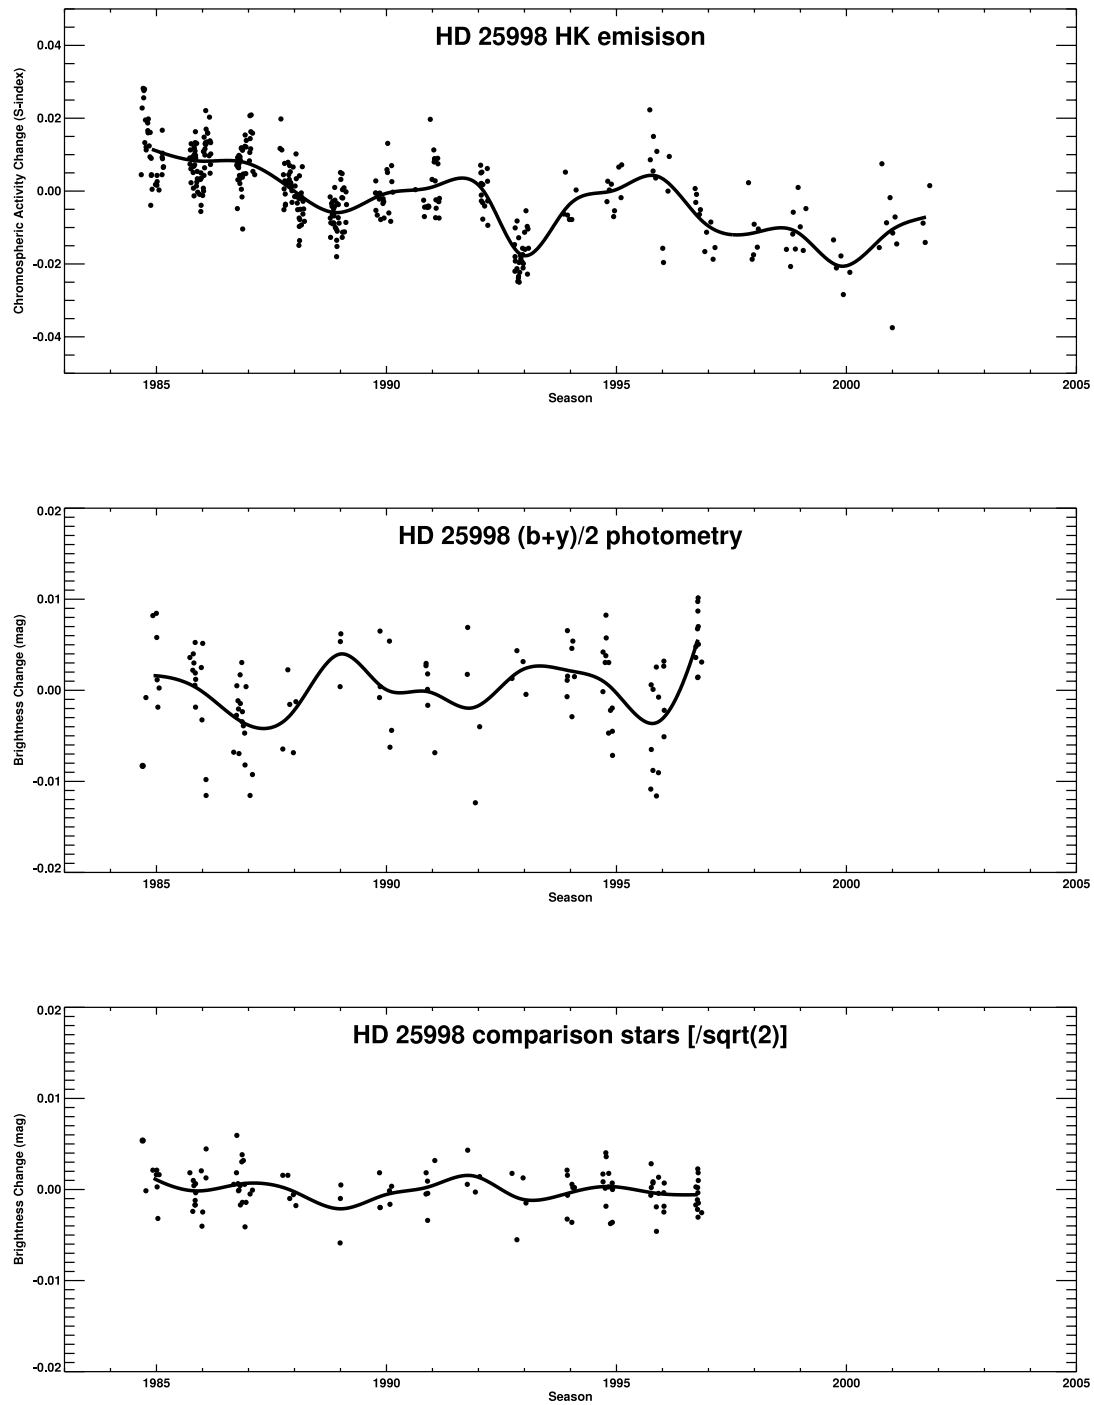 HD 25998 HK emisison
Chromospheric Activity Change (S-index)
0.04
0.02
0.00
-0.02
-0.04
1985 1990 1995 2000 2005
Season
HD 25998 (b+y)/2 photometry
Brightness Change (mag)
0.02
0.01
0.00
-0.01
-0.02
1985 1990 1995 2000 2005
Season
HD 25998 comparison stars [/sqrt(2)]
Brightness Change (mag)
0.02
0.01
0.00
-0.01
-0.02
1985 1990 1995 2000 2005
Season